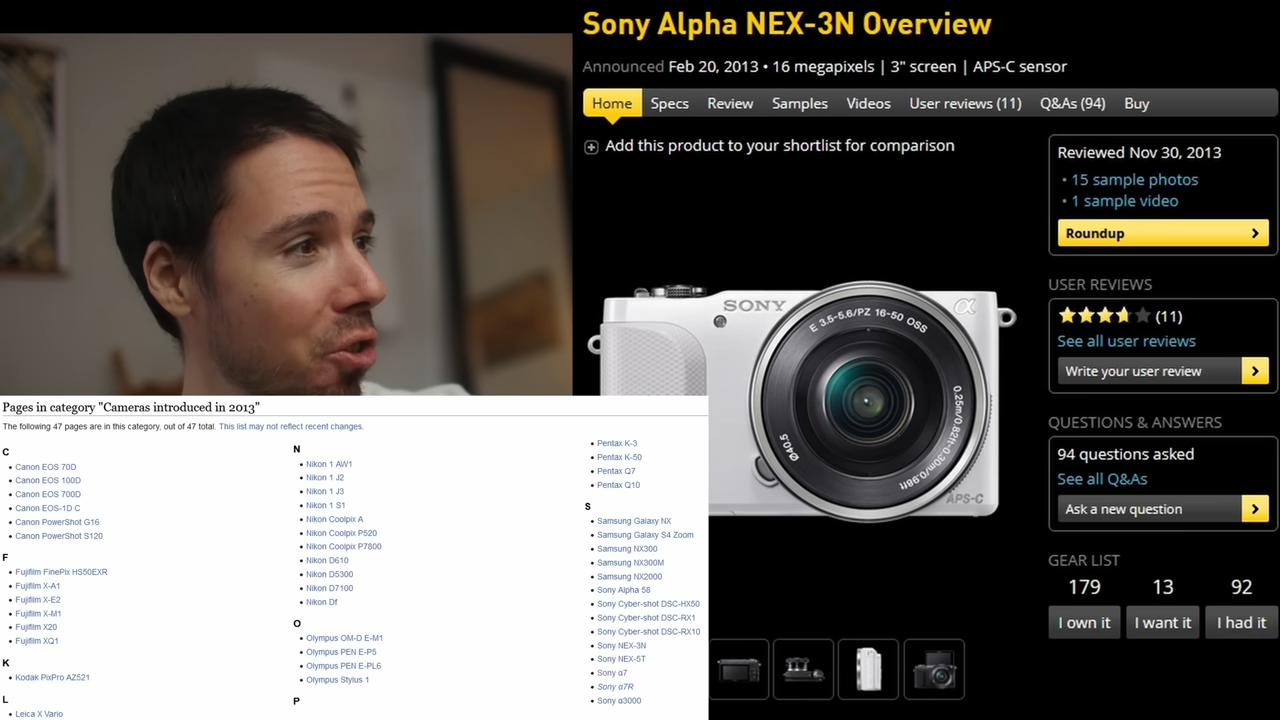 Sony Alpha NEX-3N Overview
Announced Feb 20, 2013 • 16 megapixels | 3" screen | APS-C sensor
Home Specs Review Samples Videos User reviews (11) Q&As (94) Buy
Add this product to your shortlist for comparison
SONY
α
E 3.5-5.6/PZ 16-50 OSS
0.25m/0.82ft-0.30m/0.98ft
Ø40.5
APS-C
Reviewed Nov 30, 2013
• 15 sample photos
• 1 sample video
Roundup
USER REVIEWS
(11)
See all user reviews
Write your user review
QUESTIONS & ANSWERS
94 questions asked
See all Q&As
Ask a new question
GEAR LIST
179 13 92
I own it I want it I had it
Pages in category "Cameras introduced in 2013"
The following 47 pages are in this category, out of 47 total. This list may not reflect recent changes.
C
• Canon EOS 70D
• Canon EOS 100D
• Canon EOS 700D
• Canon EOS-1D C
• Canon PowerShot G16
• Canon PowerShot S120
F
• Fujifilm FinePix HS50EXR
• Fujifilm X-A1
• Fujifilm X-E2
• Fujifilm X-M1
• Fujifilm X20
• Fujifilm XQ1
K
• Kodak PixPro AZ521
L
• Leica X Vario
N
• Nikon 1 AW1
• Nikon 1 J2
• Nikon 1 J3
• Nikon 1 S1
• Nikon Coolpix A
• Nikon Coolpix P520
• Nikon Coolpix P7800
• Nikon D610
• Nikon D5300
• Nikon D7100
• Nikon Df
O
• Olympus OM-D E-M1
• Olympus PEN E-P5
• Olympus PEN E-PL6
• Olympus Stylus 1
P
• Pentax K-3
• Pentax K-50
• Pentax Q7
• Pentax Q10
S
• Samsung Galaxy NX
• Samsung Galaxy S4 Zoom
• Samsung NX300
• Samsung NX300M
• Samsung NX2000
• Sony Alpha 58
• Sony Cyber-shot DSC-HX50
• Sony Cyber-shot DSC-RX1
• Sony Cyber-shot DSC-RX10
• Sony NEX-3N
• Sony NEX-5T
• Sony α7
• Sony α7R
• Sony α3000